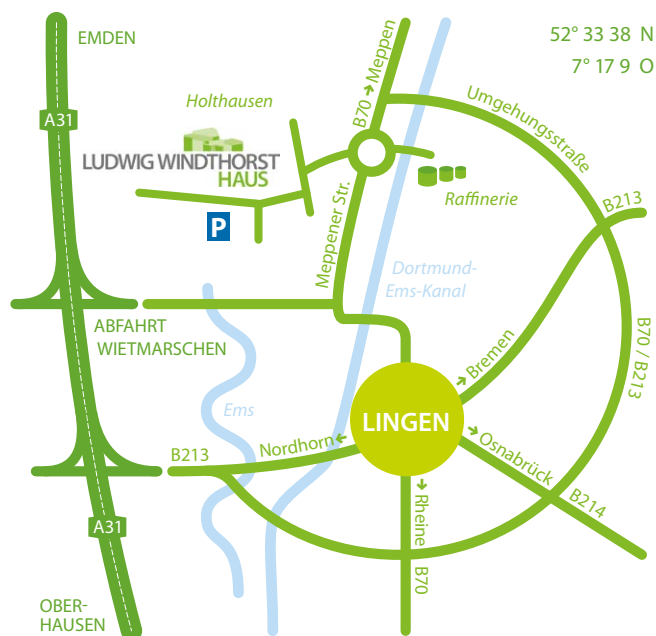 EMDEN
52° 33 38 N
7° 17 9 O
A31
Holthausen
B70 → Meppen
Umgehungsstraße
LUDWIG WINDTHORST
HAUS
Raffinerie
B213
P
Meppener Str.
Dortmund-
Ems-Kanal
ABFAHRT
WIETMARSCHEN
→ Bremen
B70 / B213
Ems
LINGEN
B213
Nordhorn ←
→ Osnabrück
B214
→ Rheine
B70
A31
OBER-
HAUSEN